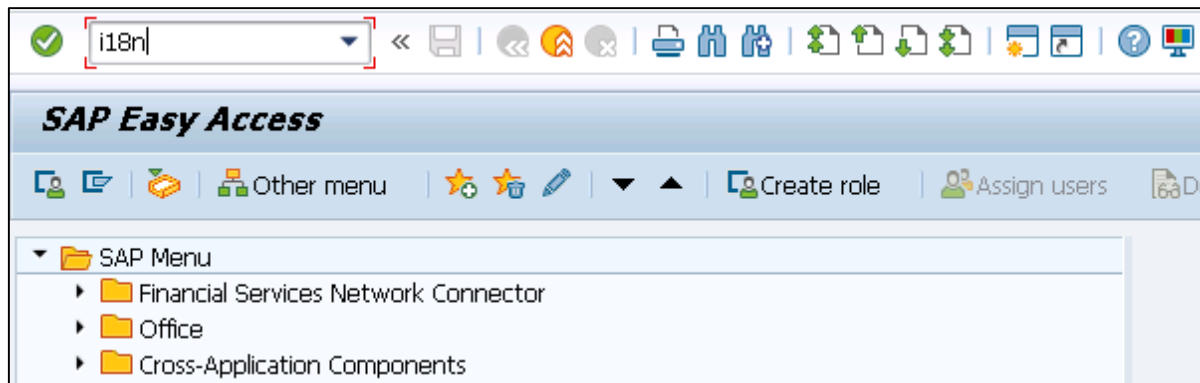 i18n
SAP Easy Access
Other menu Create role Assign users
SAP Menu
Financial Services Network Connector
Office
Cross-Application Components